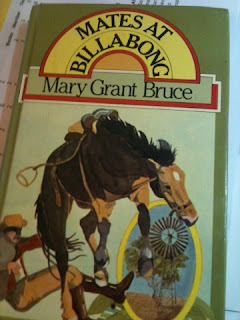 MATES AT
BILLABONG
Mary Grant Bruce